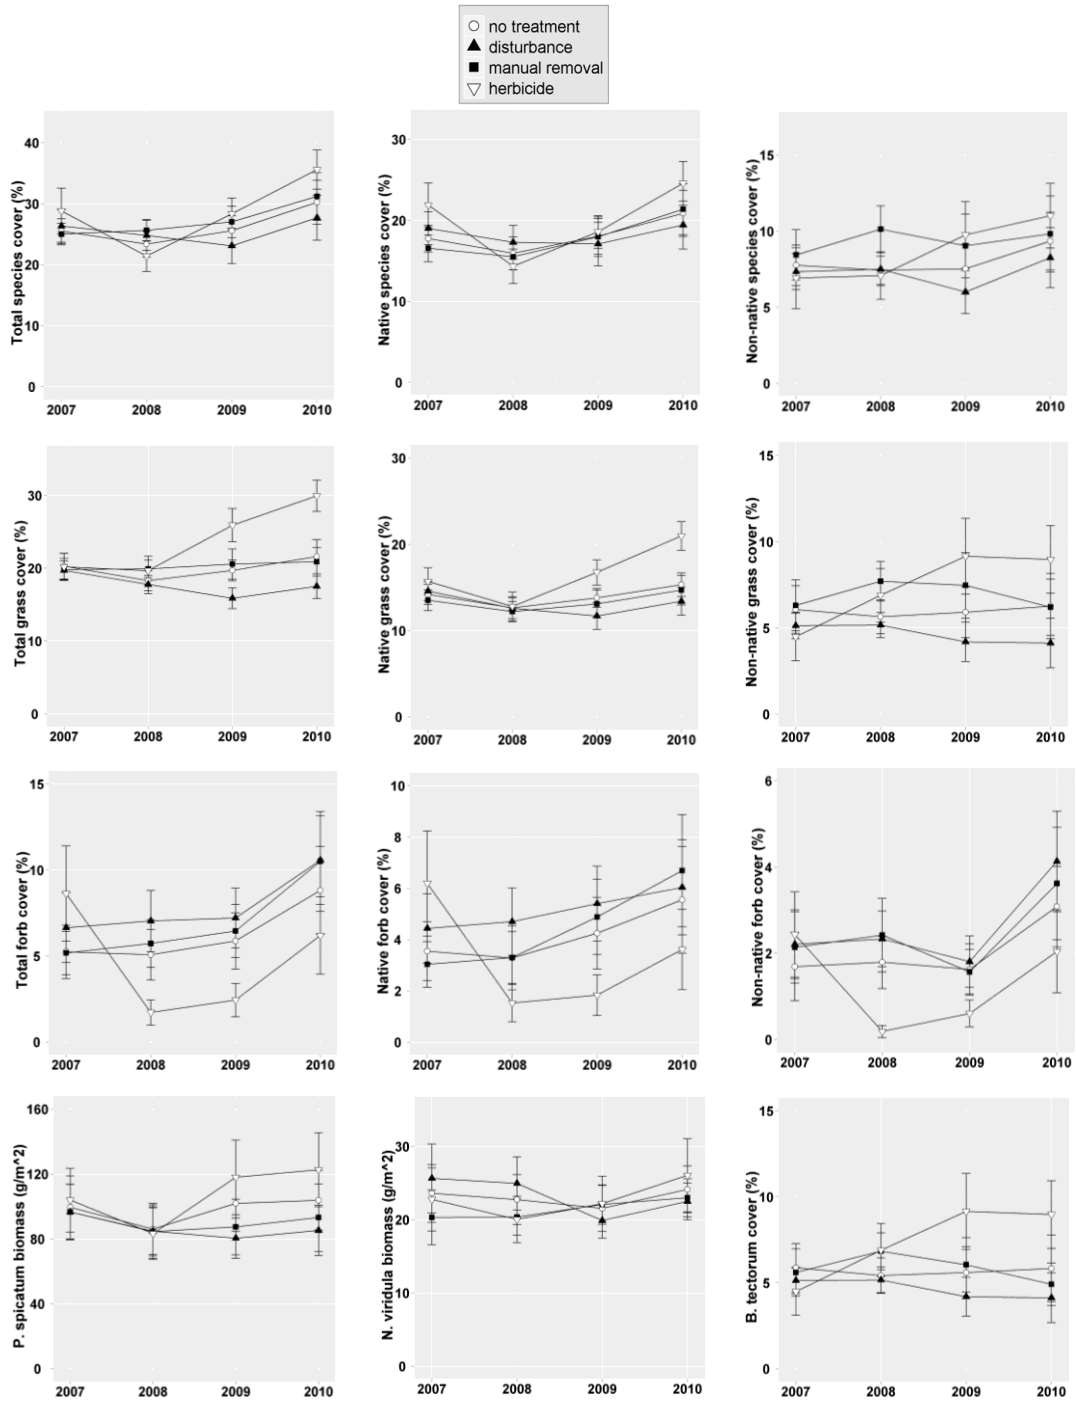 no treatment
disturbance
manual removal
herbicide
Total species cover (%)
40
30
20
10
0
2007 2008 2009 2010
Native species cover (%)
30
20
10
0
2007 2008 2009 2010
Non-native species cover (%)
15
10
5
0
2007 2008 2009 2010
Total grass cover (%)
30
20
10
0
2007 2008 2009 2010
Native grass cover (%)
30
20
10
0
2007 2008 2009 2010
Non-native grass cover (%)
15
10
5
0
2007 2008 2009 2010
Total forb cover (%)
15
10
5
0
2007 2008 2009 2010
Native forb cover (%)
10
8
6
4
2
0
2007 2008 2009 2010
Non-native forb cover (%)
6
4
2
0
2007 2008 2009 2010
P. spicatum biomass (g/m^2)
160
120
80
40
0
2007 2008 2009 2010
N. viridula biomass (g/m^2)
30
20
10
0
2007 2008 2009 2010
B. tectorum cover (%)
15
10
5
0
2007 2008 2009 2010